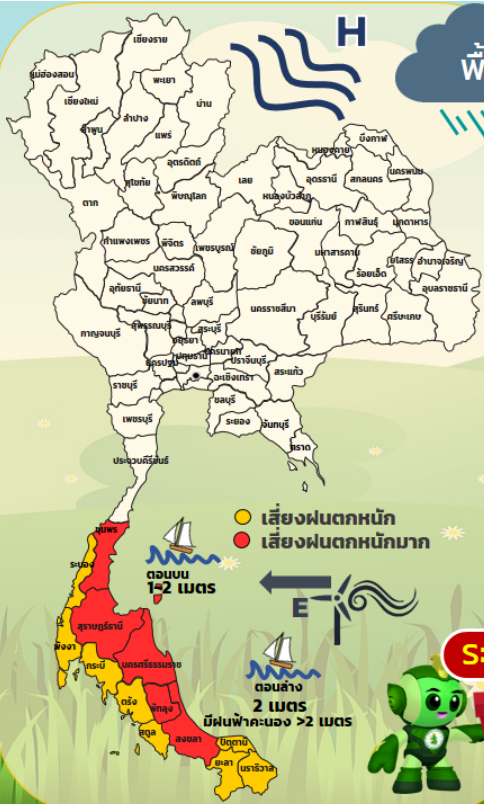 H
พื้
เชียงราย
แม่ฮ่องสอน
พะเยา
เชียงใหม่
น่าน
ลำปาง
ลำพูน
แพร่
อุตรดิตถ์
สุโขทัย
ตาก
พิษณุโลก
เลย
หนองคาย
บึงกาฬ
อุดรธานี
สกลนคร
นครพนม
หนองบัวลำภู
ขอนแก่น
กาฬสินธุ์
มุกดาหาร
กำแพงเพชร
พิจิตร
เพชรบูรณ์
ชัยภูมิ
มหาสารคาม
ร้อยเอ็ด
ยโสธร
อำนาจเจริญ
นครสวรรค์
อุทัยธานี
ชัยนาท
ลพบุรี
นครราชสีมา
บุรีรัมย์
สุรินทร์
ศรีษะเกษ
อุบลราชธานี
กาญจนบุรี
สุพรรณบุรี
สระบุรี
อยุธยา
นครนายก
ปทุมธานี
ปราจีนบุรี
นครปฐม
ฉะเชิงเทรา
สระแก้ว
ราชบุรี
ชลบุรี
เพชรบุรี
ระยอง
จันทบุรี
ตราด
ประจวบคีรีขันธ์
เสี่ยงฝนตกหนัก
เสี่ยงฝนตกหนักมาก
ชุมพร
ระนอง
ตอนบน
1-2 เมตร
E
สุราษฎร์ธานี
พังงา
กระบี่
นครศรีธรรมราช
ตรัง
พัทลุง
สตูล
สงขลา
ปัตตานี
ยะลา
นราธิวาส
ตอนล่าง
2 เมตร
มีฝนฟ้าคะนอง >2 เมตร
ระ